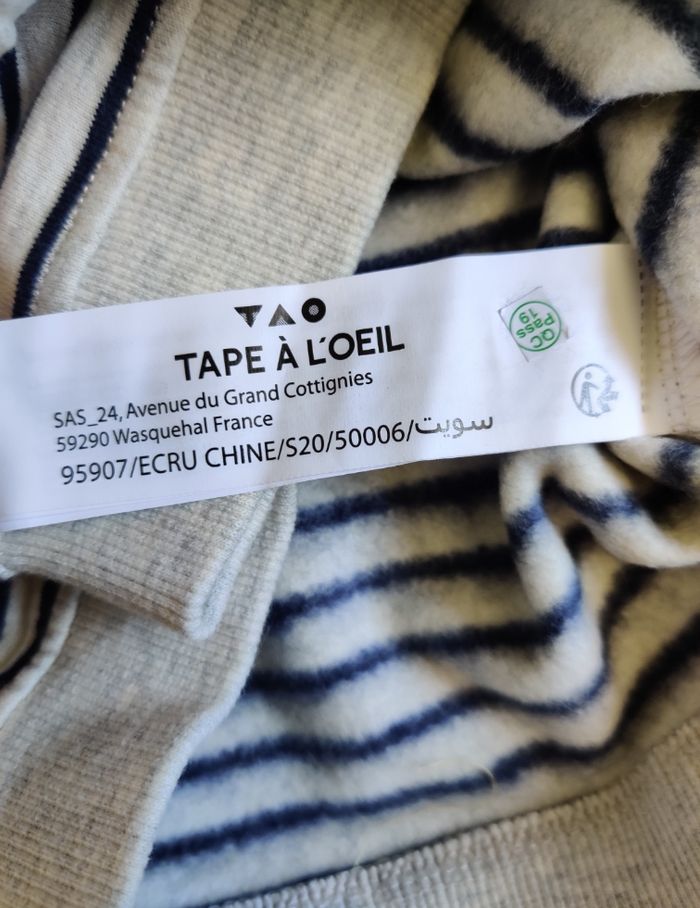 TAO
TAPE À L'OEIL
SAS_24, Avenue du Grand Cottignies
59290 Wasquehal France
95907/ECRU CHINE/S20/50006/سويت
QC
Pass
19